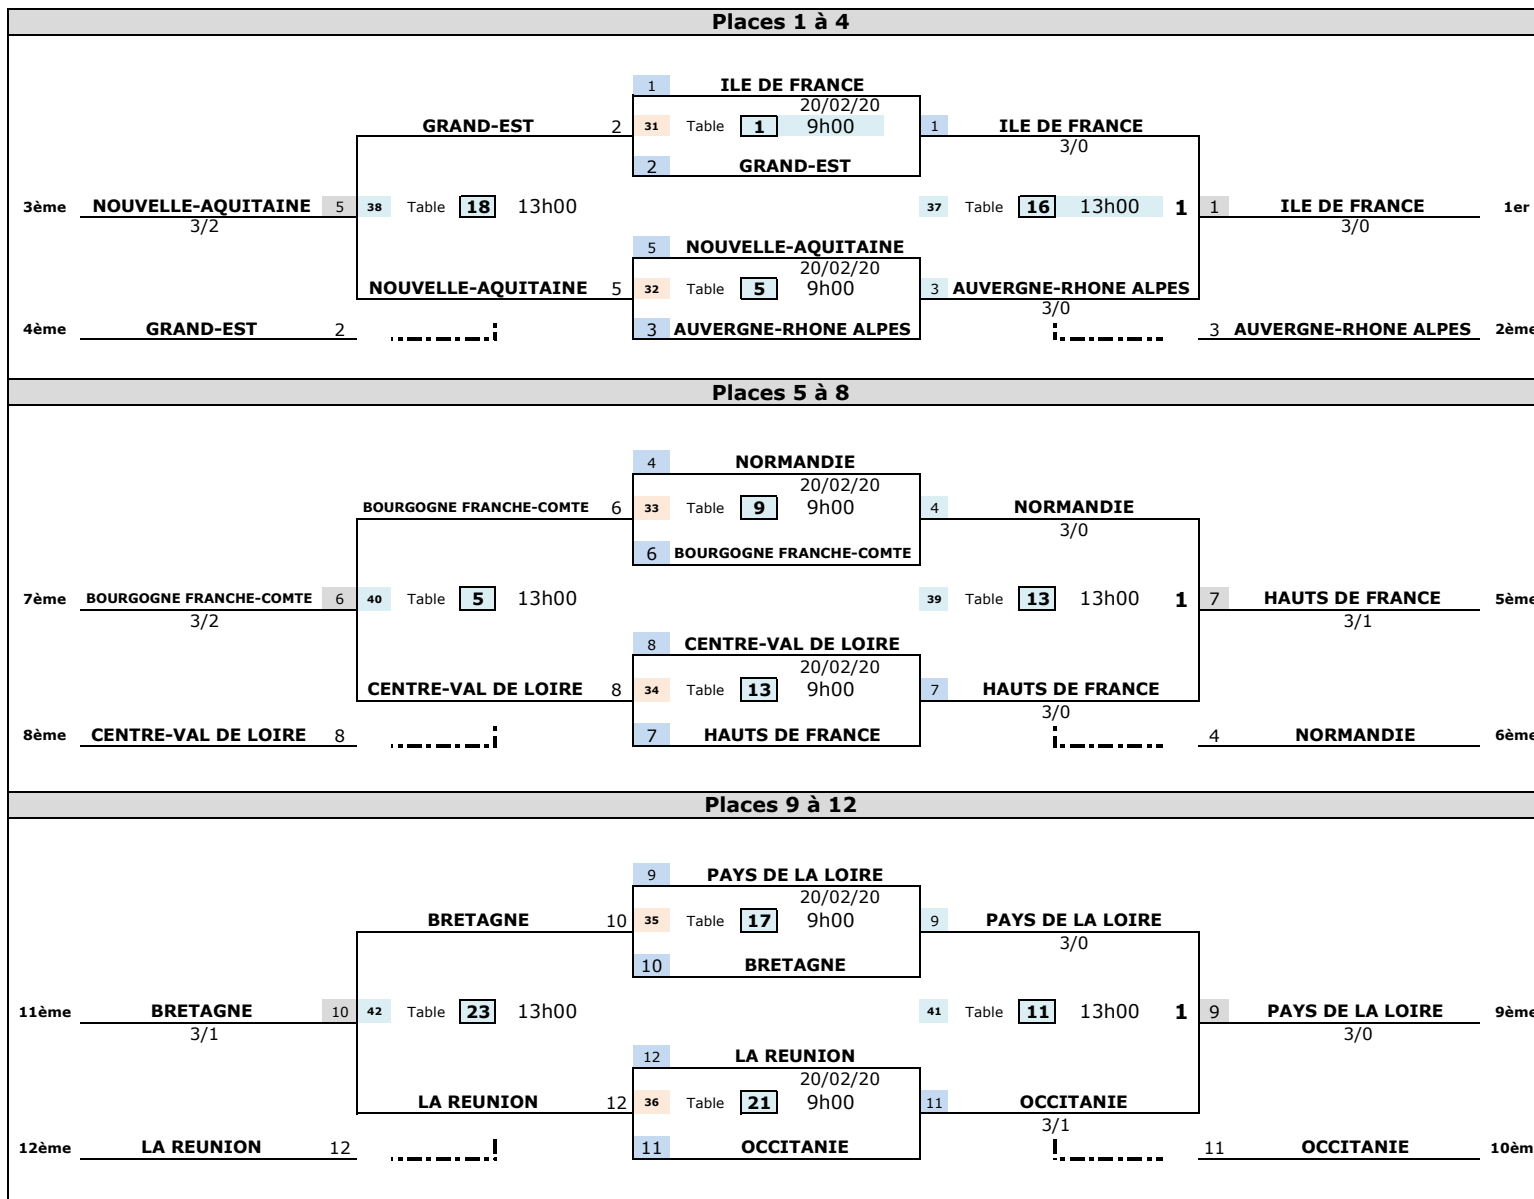 Places 1 à 4
1 ILE DE FRANCE
20/02/20
GRAND-EST 2 31 Table 1 9h00 1 ILE DE FRANCE
3/0
2 GRAND-EST
3ème NOUVELLE-AQUITAINE 5 38 Table 18 13h00 37 Table 16 13h00 1 1 ILE DE FRANCE 1er
3/2 3/0
5 NOUVELLE-AQUITAINE
20/02/20
NOUVELLE-AQUITAINE 5 32 Table 5 9h00 3 AUVERGNE-RHONE ALPES
3/0
4ème GRAND-EST 2 3 AUVERGNE-RHONE ALPES 3 AUVERGNE-RHONE ALPES 2ème
Places 5 à 8
4 NORMANDIE
20/02/20
BOURGOGNE FRANCHE-COMTE 6 33 Table 9 9h00 4 NORMANDIE
3/0
6 BOURGOGNE FRANCHE-COMTE
7ème BOURGOGNE FRANCHE-COMTE 6 40 Table 5 13h00 39 Table 13 13h00 1 7 HAUTS DE FRANCE 5ème
3/2 3/1
8 CENTRE-VAL DE LOIRE
20/02/20
CENTRE-VAL DE LOIRE 8 34 Table 13 9h00 7 HAUTS DE FRANCE
3/0
8ème CENTRE-VAL DE LOIRE 8 7 HAUTS DE FRANCE 4 NORMANDIE 6ème
Places 9 à 12
9 PAYS DE LA LOIRE
20/02/20
BRETAGNE 10 35 Table 17 9h00 9 PAYS DE LA LOIRE
3/0
10 BRETAGNE
11ème BRETAGNE 10 42 Table 23 13h00 41 Table 11 13h00 1 9 PAYS DE LA LOIRE 9ème
3/1 3/0
12 LA REUNION
20/02/20
LA REUNION 12 36 Table 21 9h00 11 OCCITANIE
3/1
12ème LA REUNION 12 11 OCCITANIE 11 OCCITANIE 10èm